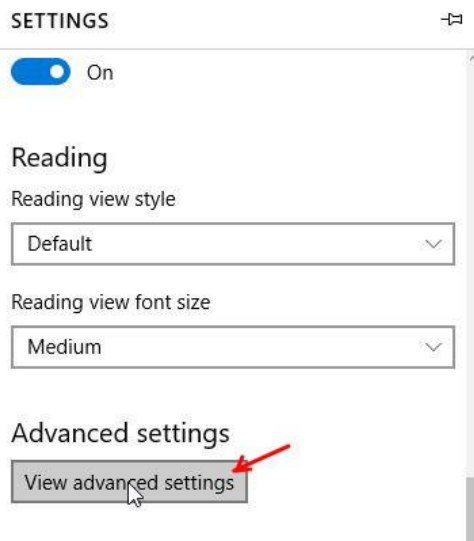 SETTINGS
On
Reading
Reading view style
Default
Reading view font size
Medium
Advanced settings
View advanced settings